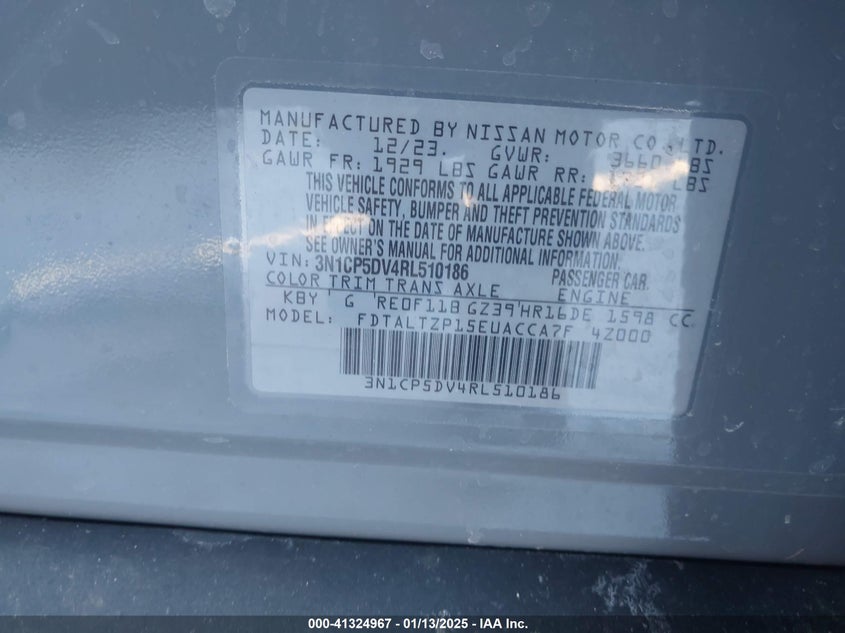 MANUFACTURED BY NISSAN MOTOR CO., LTD.
DATE: 12/23. GVWR: 3660 LBS
GAWR FR: 1929 LBS GAWR RR: LBS
THIS VEHICLE CONFORMS TO ALL APPLICABLE FEDERAL MOTOR
VEHICLE SAFETY, BUMPER AND THEFT PREVENTION STANDARDS
IN EFFECT ON THE DATE OF MANUFACTURE SHOWN ABOVE.
SEE OWNER'S MANUAL FOR ADDITIONAL INFORMATION.
VIN: 3N1CP5DV4RL510186 PASSENGER CAR.
COLOR TRIM TRANS AXLE ENGINE
KBY ' G 'RE0F11B GZ39'HR16DE 1598 CC
MODEL: FDTALTZP15EUACCA7F 42000
3N1CP5DV4RL510186
000-41324967 - 01/13/2025 - IAA Inc.